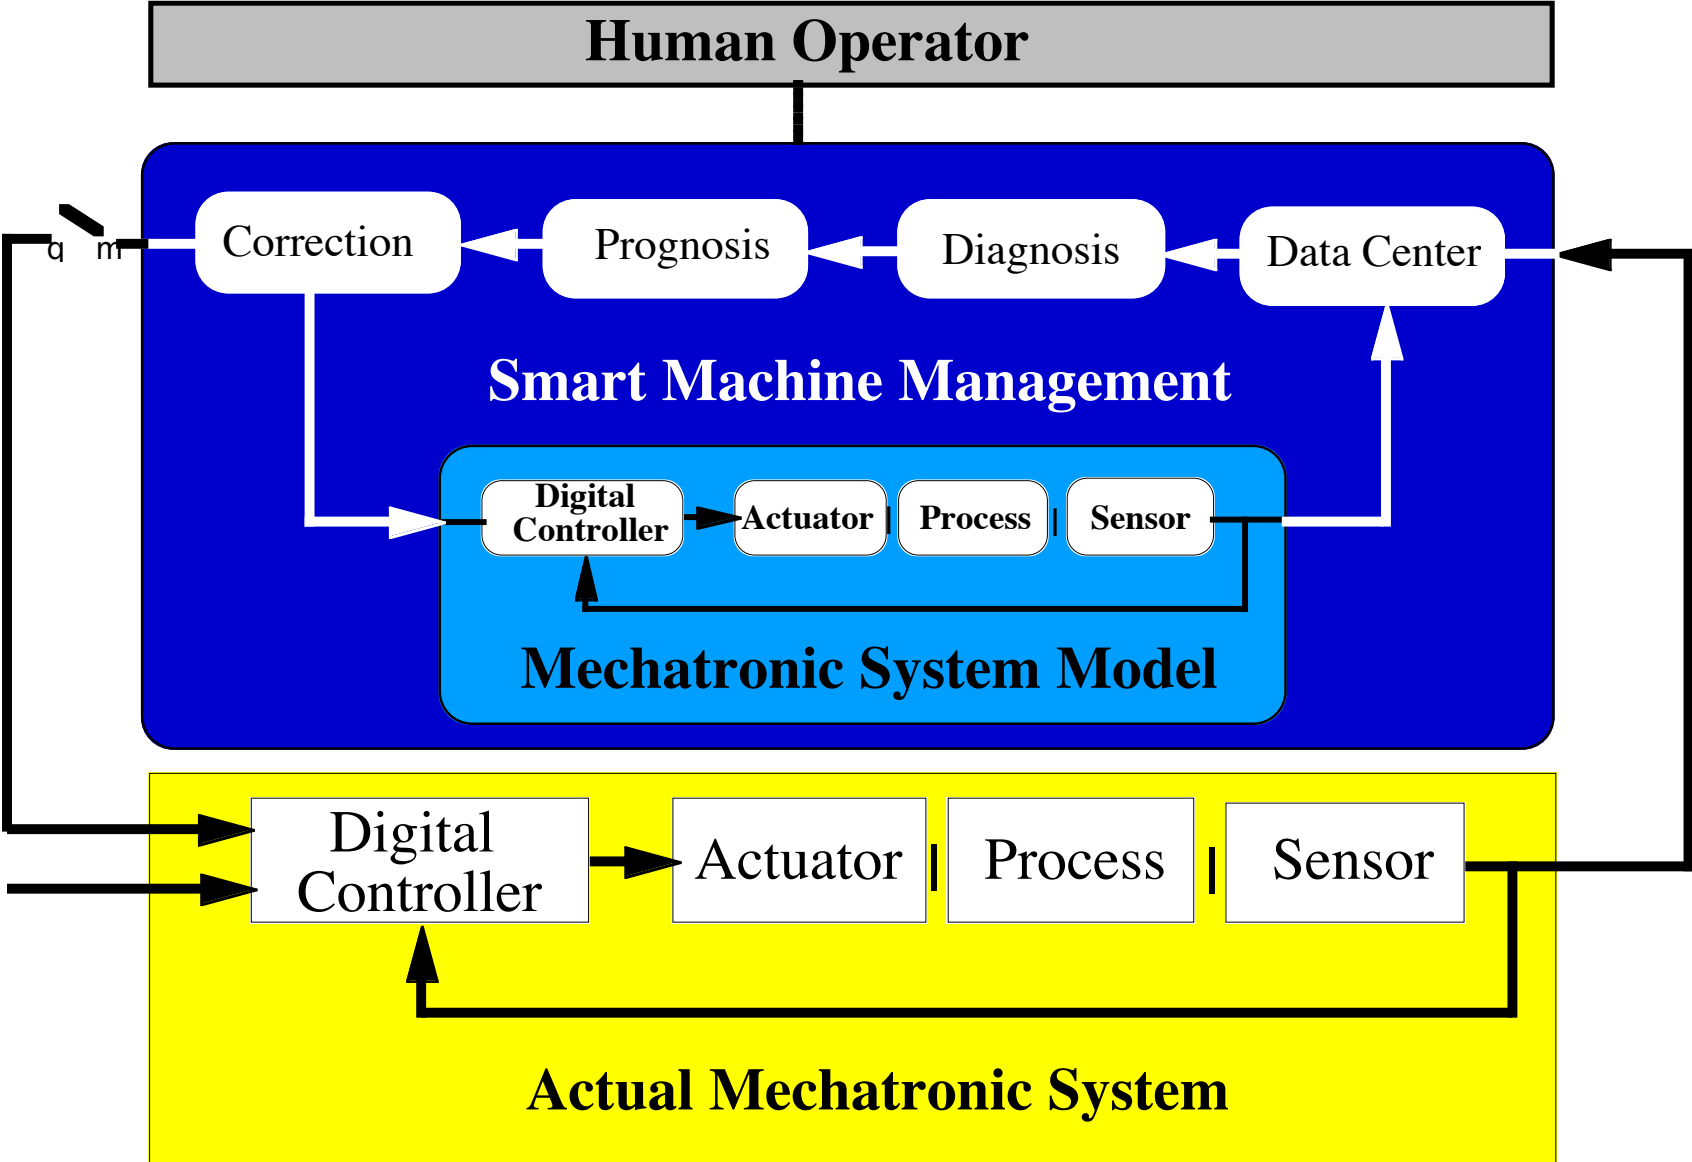 Human Operator
q m
Correction
Prognosis
Diagnosis
Data Center
Smart Machine Management
Digital
Controller
Actuator
Process
Sensor
Mechatronic System Model
Digital
Controller
Actuator
Process
Sensor
Actual Mechatronic System